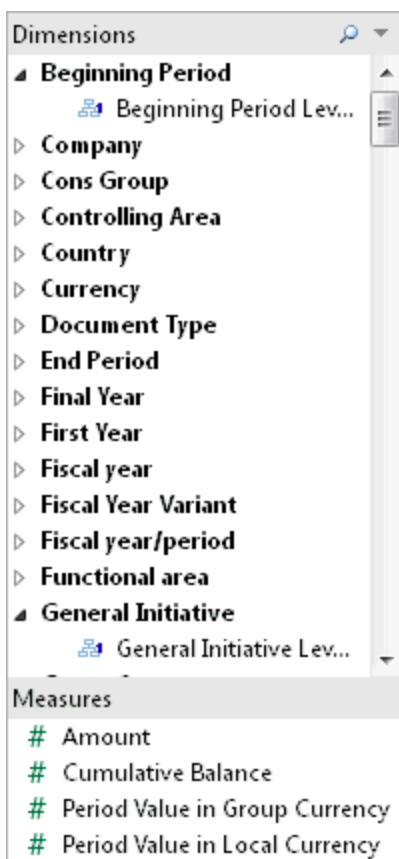 Dimensions
Beginning Period
Beginning Period Lev...
Company
Cons Group
Controlling Area
Country
Currency
Document Type
End Period
Final Year
First Year
Fiscal year
Fiscal Year Variant
Fiscal year/period
Functional area
General Initiative
General Initiative Lev...
Measures
# Amount
# Cumulative Balance
# Period Value in Group Currency
# Period Value in Local Currency